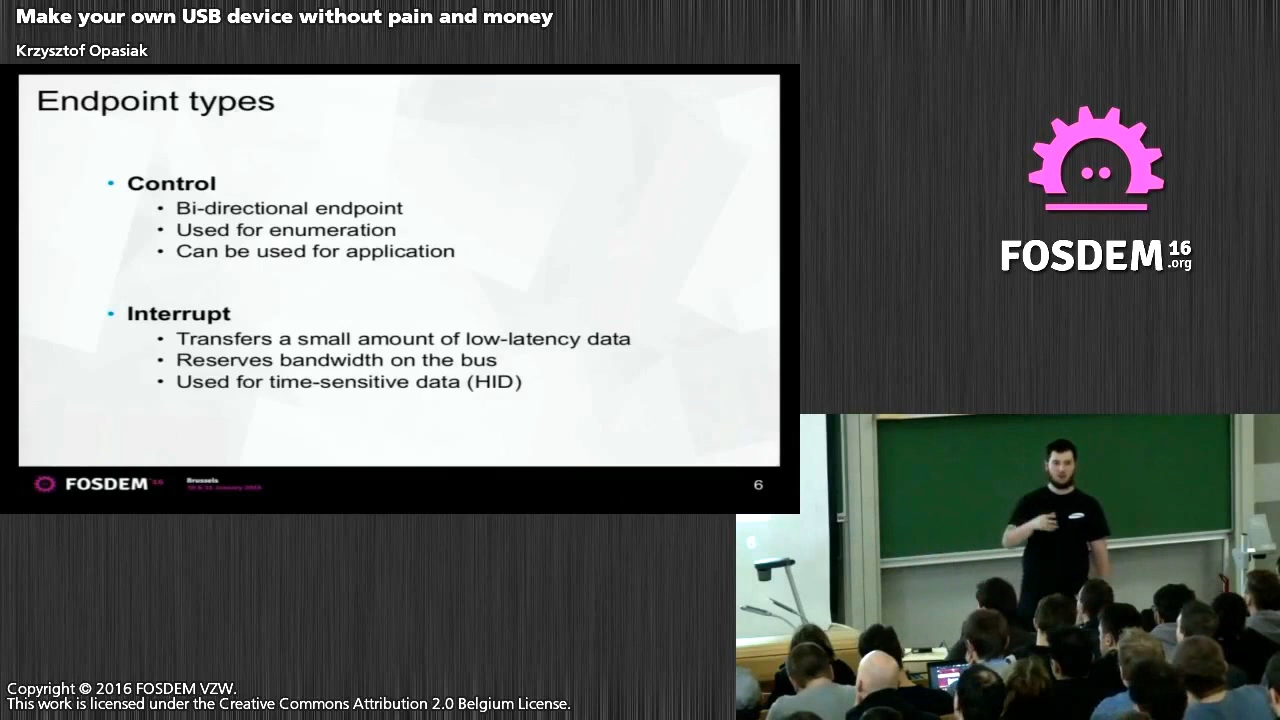 Make your own USB device without pain and money
Krzysztof Opasiak
Endpoint types
• Control
• Bi-directional endpoint
• Used for enumeration
• Can be used for application
• Interrupt
• Transfers a small amount of low-latency data
• Reserves bandwidth on the bus
• Used for time-sensitive data (HID)
FOSDEM'16
Brussels
6
FOSDEM 16
.org
Copyright © 2016 FOSDEM VZW.
This work is licensed under the Creative Commons Attribution 2.0 Belgium License.